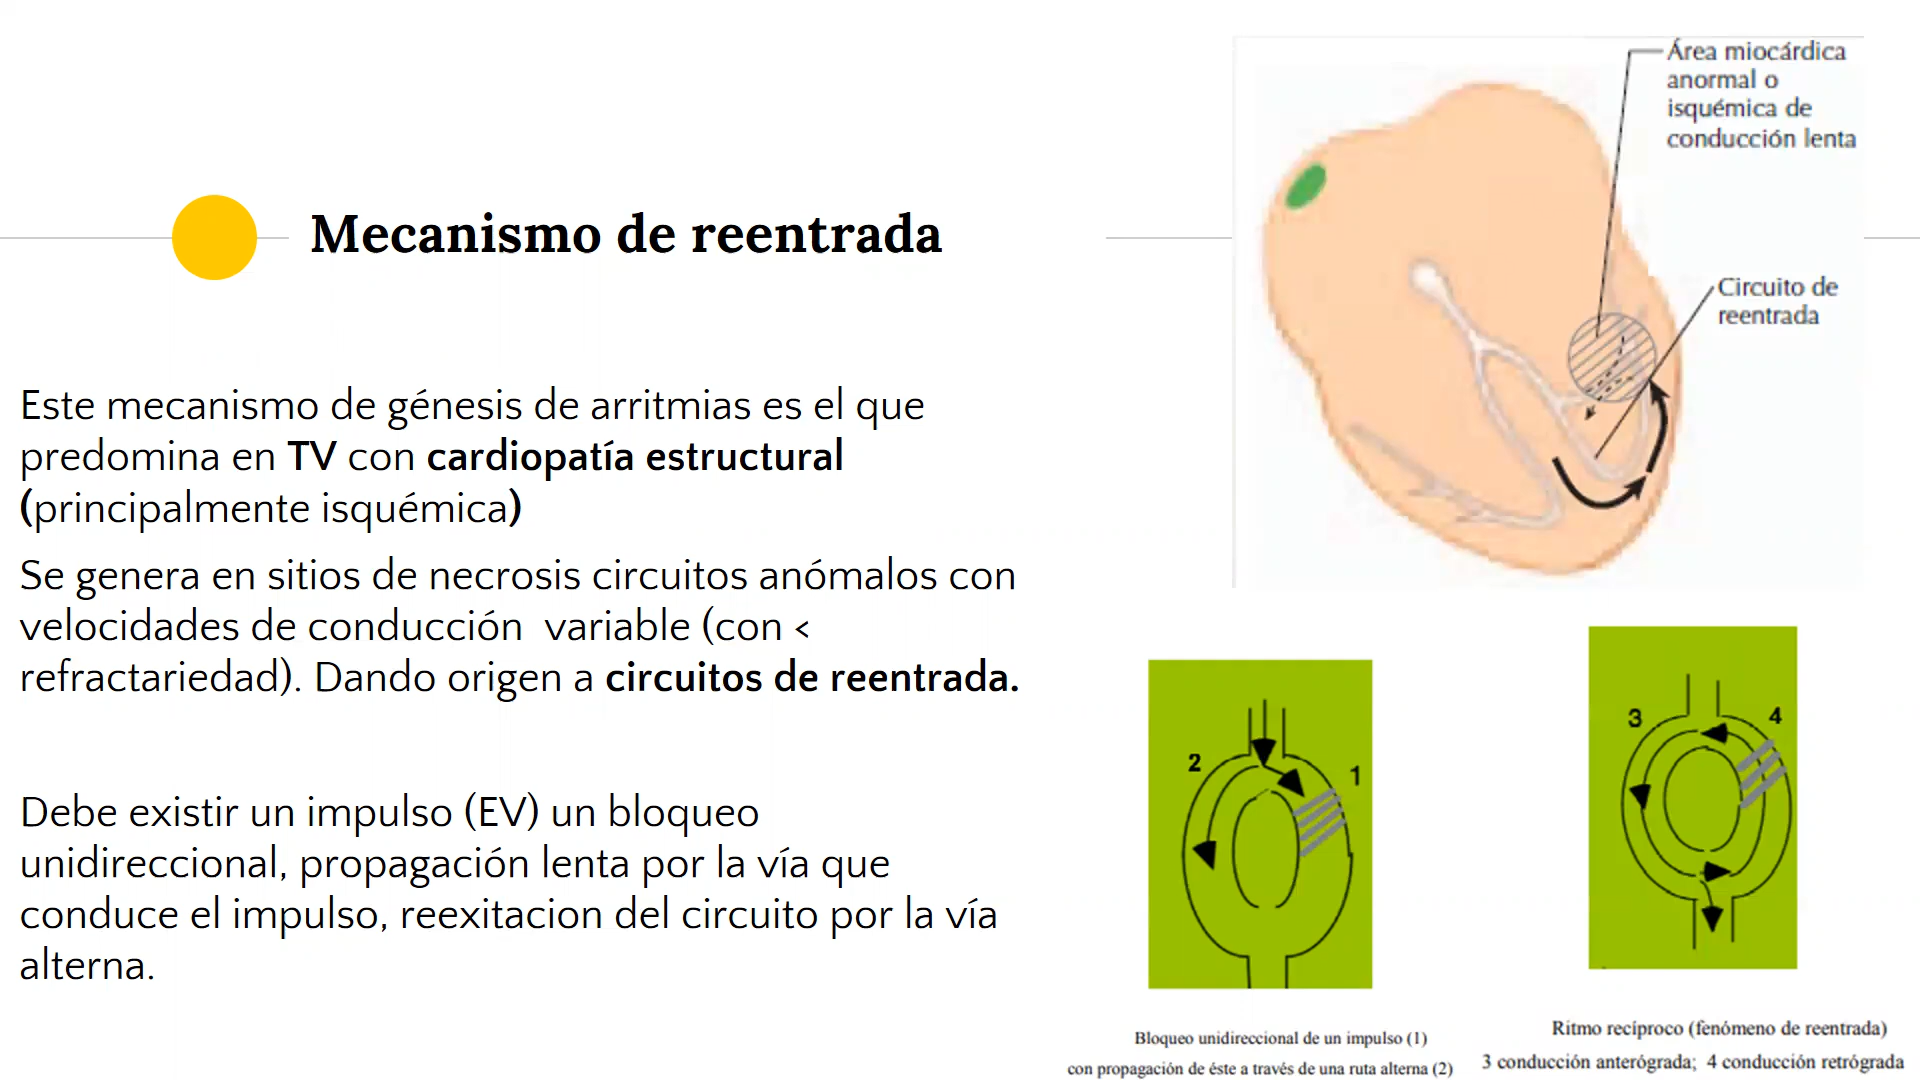 Mecanismo de reentrada
Este mecanismo de génesis de arritmias es el que
predomina en TV con cardiopatía estructural
(principalmente isquémica)
Se genera en sitios de necrosis circuitos anómalos con
velocidades de conducción  variable (con <
refractariedad). Dando origen a circuitos de reentrada.
Debe existir un impulso (EV) un bloqueo
unidireccional, propagación lenta por la vía que
conduce el impulso, reexitacion del circuito por la vía
alterna.
Área miocárdica
anormal o
isquémica de
conducción lenta
Circuito de
reentrada
2
1
Bloqueo unidireccional de un impulso (1)
con propagación de éste a través de una ruta alterna (2)
3
4
Ritmo recíproco (fenómeno de reentrada)
3 conducción anterógrada; 4 conducción retrógrada